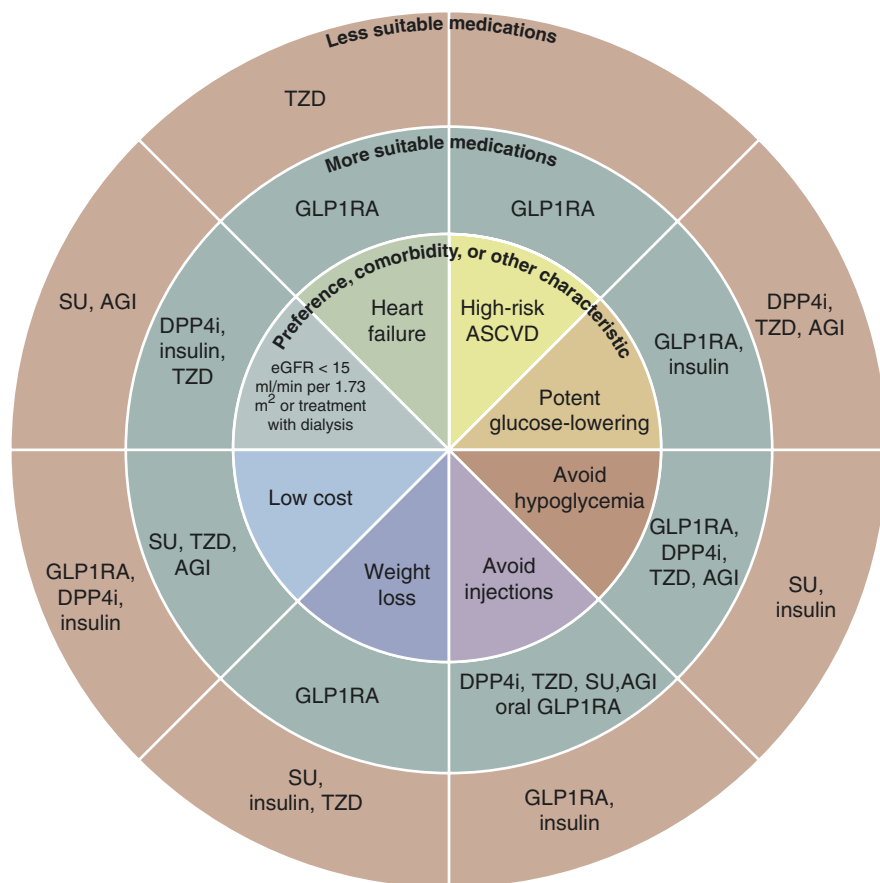 Less suitable medications
TZD
More suitable medications
GLP1RA
GLP1RA
Preference, comorbidity, or other characteristic
Heart
failure
High-risk
ASCVD
SU, AGI
DPP4i,
insulin,
TZD
eGFR < 15
ml/min per 1.73
m² or treatment
with dialysis
Potent
glucose-lowering
GLP1RA,
insulin
DPP4i,
TZD, AGI
GLP1RA,
DPP4i,
insulin
SU, TZD,
AGI
Low cost
Weight
loss
Avoid
injections
Avoid
hypoglycemia
GLP1RA,
DPP4i,
TZD, AGI
SU,
insulin
GLP1RA
DPP4i, TZD, SU,AGI
oral GLP1RA
SU,
insulin, TZD
GLP1RA,
insulin